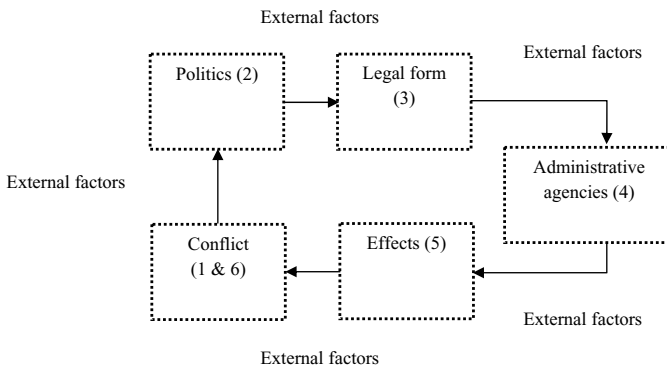 External factors
External factors
Politics (2)
Legal form
(3)
Administrative
agencies (4)
External factors
Conflict
(1 & 6)
Effects (5)
External factors
External factors